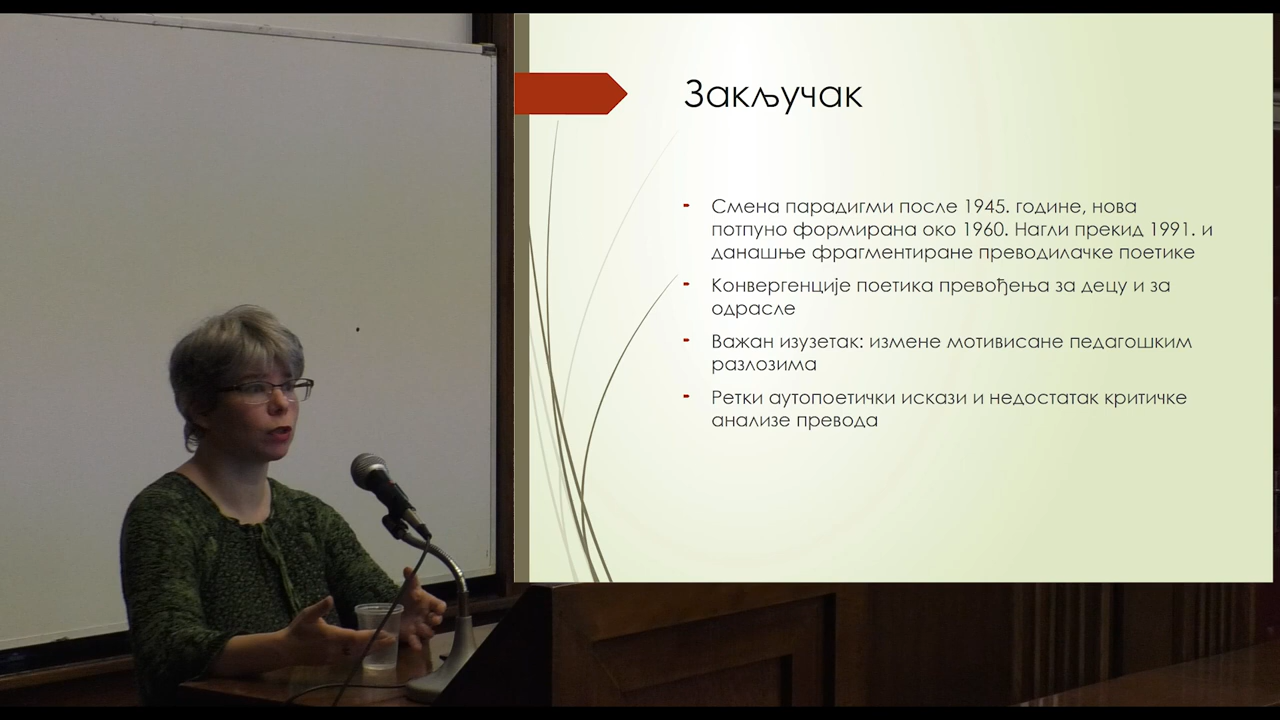 Закључак
Смена парадигми после 1945. године, нова
потпуно формирана око 1960. Нагли прекид 1991. и
данашње фрагментиране преводилачке поетике
Конвергенције поетика превођења за децу и за
одрасле
Важан изузетак: измене мотивисане педагошким
разлозима
Ретки аутопоетички искази и недостатак критичке
анализе превода